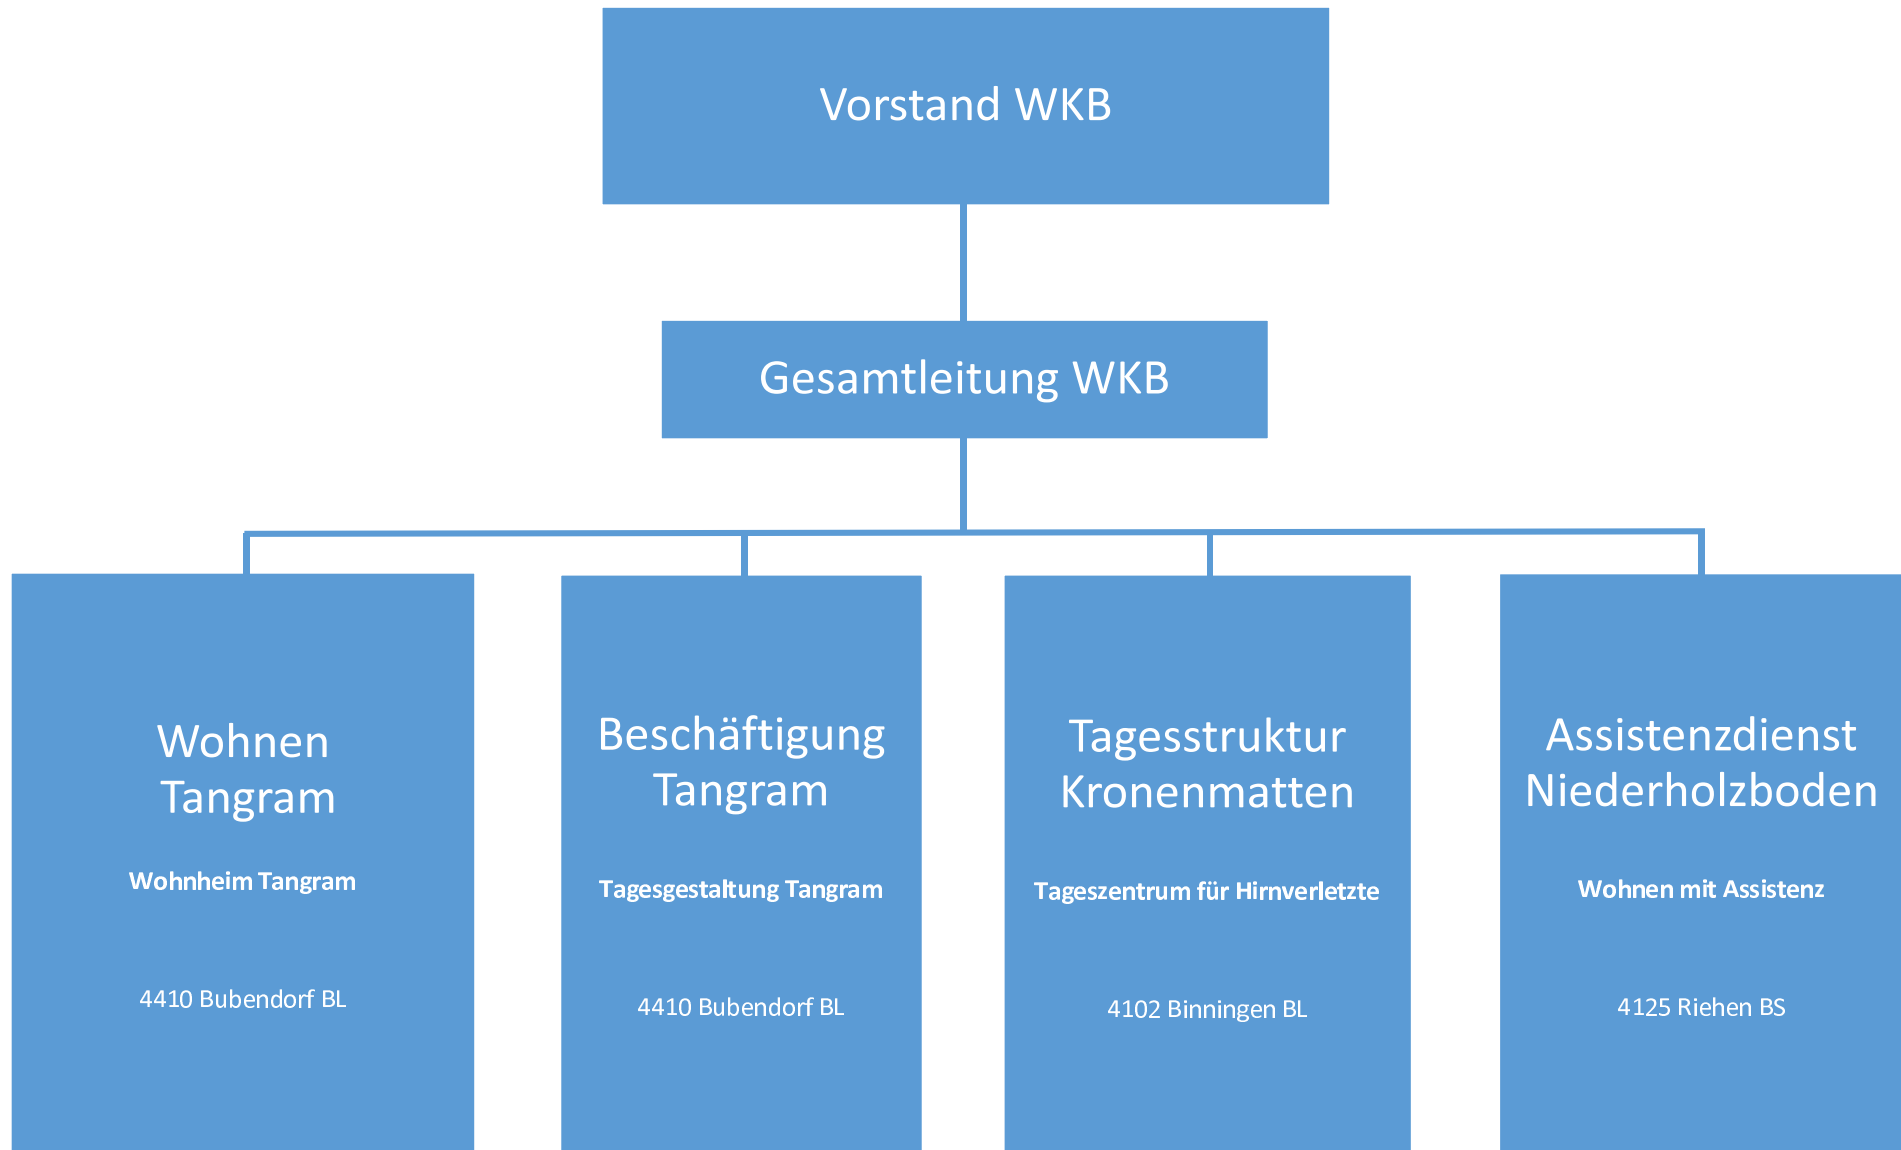 Vorstand WKB
Gesamtleitung WKB
Wohnen
Tangram
Wohnheim Tangram
4410 Bubendorf BL
Beschäftigung
Tangram
Tagesgestaltung Tangram
4410 Bubendorf BL
Tagesstruktur
Kronenmatten
Tageszentrum für Hirnverletzte
4102 Binningen BL
Assistenzdienst
Niederholzboden
Wohnen mit Assistenz
4125 Riehen BS